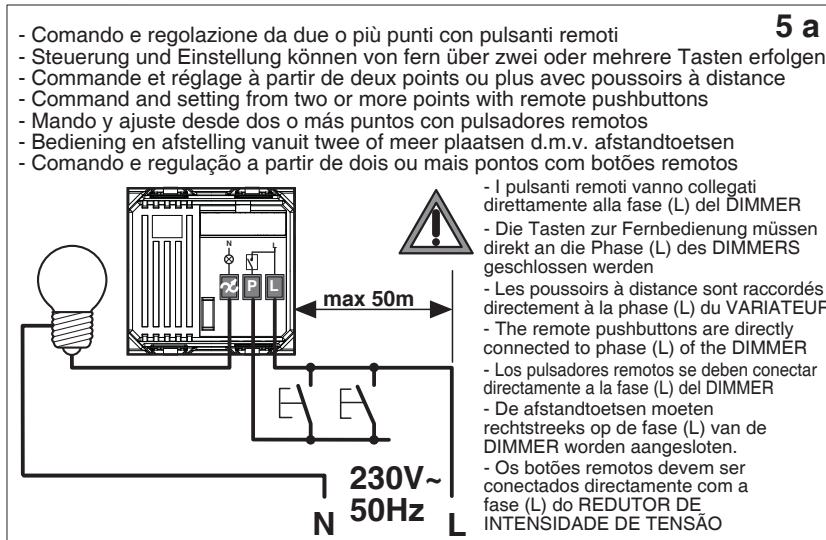 5 a
- Comando e regolazione da due o più punti con pulsanti remoti
- Steuerung und Einstellung können von fern über zwei oder mehrere Tasten erfolgen
- Commande et réglage à partir de deux points ou plus avec poussoirs à distance
- Command and setting from two or more points with remote pushbuttons
- Mando y ajuste desde dos o más puntos con pulsadores remotos
- Bediening en afstelling vanuit twee of meer plaatsen d.m.v. afstandtoetsen
- Comando e regulação a partir de dois ou mais pontos com botões remotos
N L
P L
max 50m
- I pulsanti remoti vanno collegati
direttamente alla fase (L) del DIMMER
- Die Tasten zur Fernbedienung müssen
direkt an die Phase (L) des DIMMERS
geschlossen werden
- Les poussoirs à distance sont raccordés
directement à la phase (L) du VARIATEUR
- The remote pushbuttons are directly
connected to phase (L) of the DIMMER
- Los pulsadores remotos se deben conectar
directamente a la fase (L) del DIMMER
- De afstandtoetsen moeten
rechtstreeks op de fase (L) van de
DIMMER worden aangesloten.
- Os botões remotos devem ser
conectados directamente com a
fase (L) do REDUTOR DE
INTENSIDADE DE TENSÃO
230V~
50Hz
N L